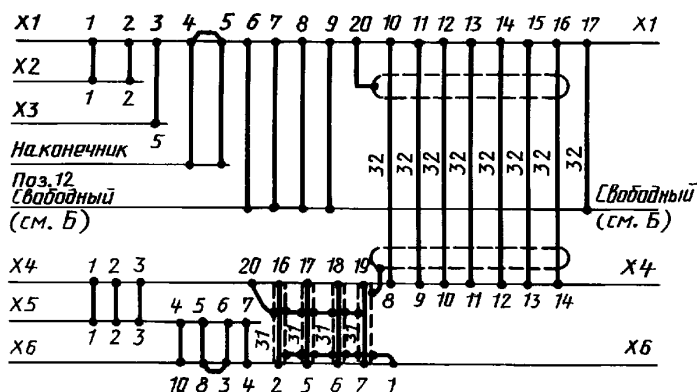 X1 1 2 3 4 5 6 7 8 9 20 10 11 12 13 14 15 16 17 X1
X2 1 2
X3 5
Наконечник 32 32 32 32 32 32 32 32
Поз.12
Свободный Свободный
(см. Б) (см. Б)
X4 1 2 3 20 16 17 18 19 8 9 10 11 12 13 14 X4
X5 1 2 3 4 5 6 7
31 31 31 31
X6 10 8 3 4 2 5 6 7 1 X6